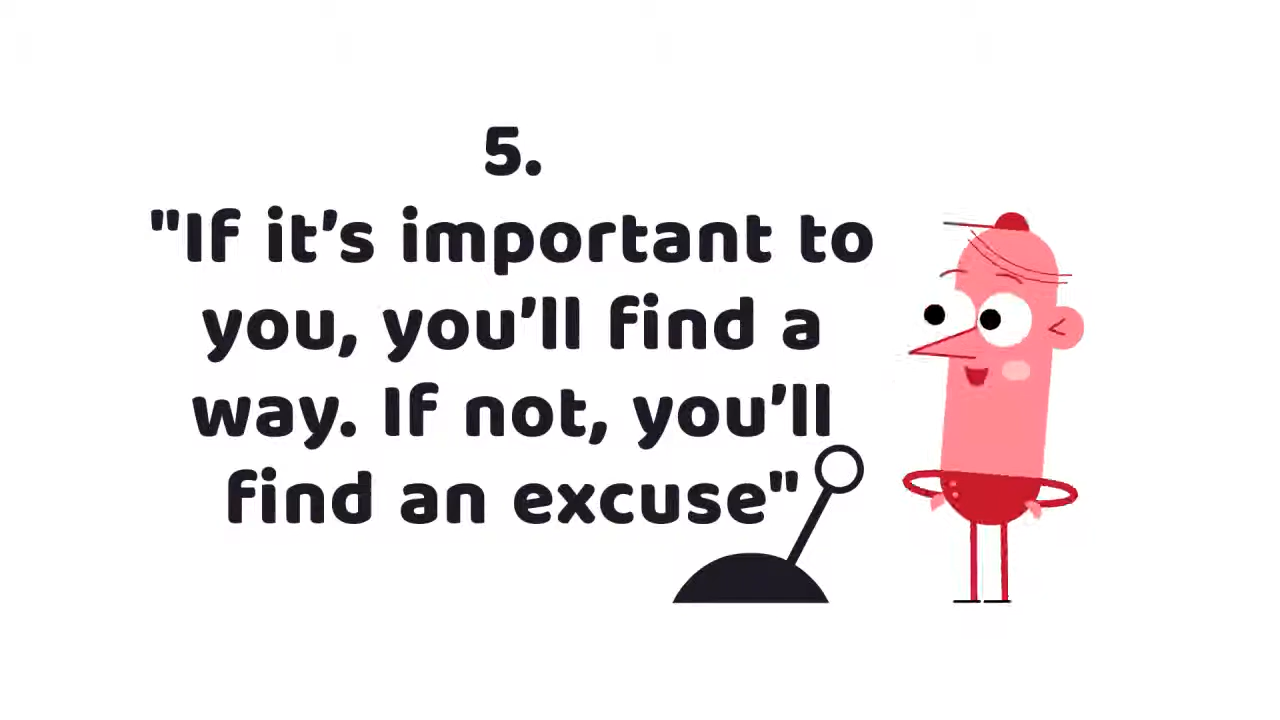 5.
"If it’s important to
you, you’ll find a
way. If not, you’ll
find an excuse"